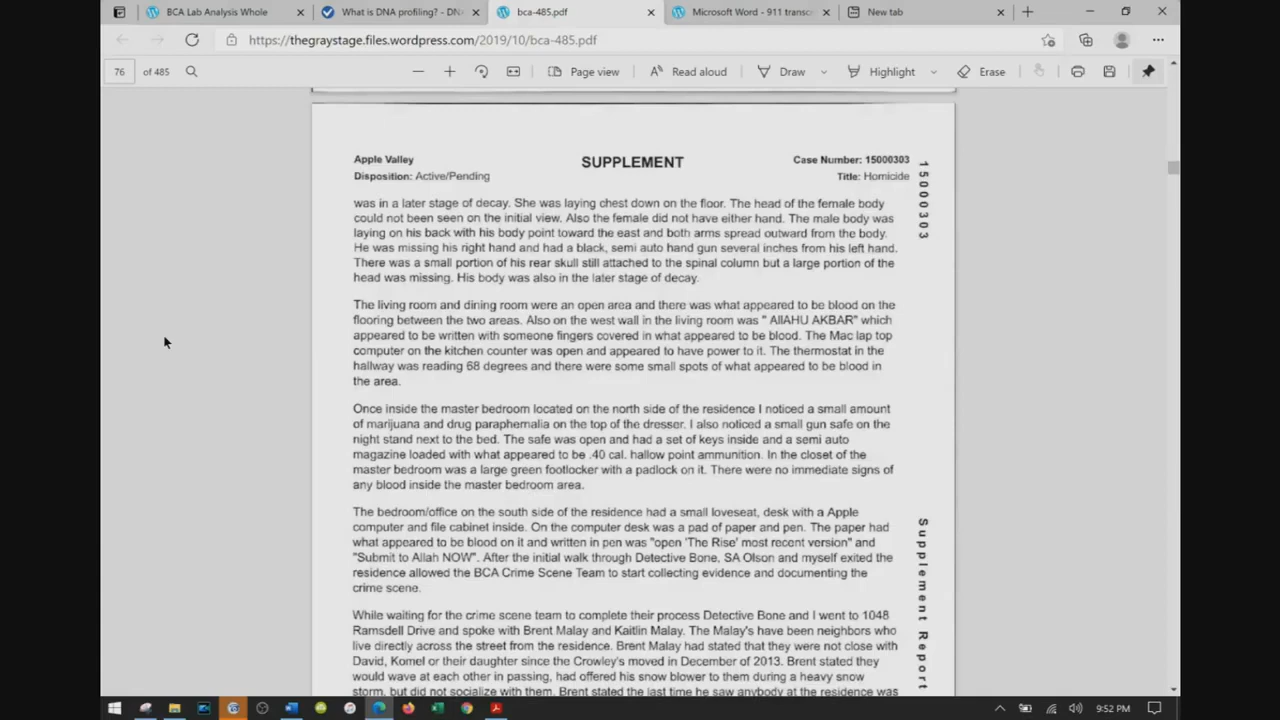 BCA Lab Analysis Whole
What is DNA profiling? - DN
bca-485.pdf
Microsoft Word - 911 transc
New tab
https://thegraystage.files.wordpress.com/2019/10/bca-485.pdf
76 of 485
Page view
Read aloud
Draw
Highlight
Erase
Apple Valley
SUPPLEMENT
Case Number: 15000303
Disposition: Active/Pending
Title: Homicide
15000303
was in a later stage of decay. She was laying chest down on the floor. The head of the female body
could not been seen on the initial view. Also the female did not have either hand. The male body was
laying on his back with his body point toward the east and both arms spread outward from the body.
He was missing his right hand and had a black, semi auto hand gun several inches from his left hand.
There was a small portion of his rear skull still attached to the spinal column but a large portion of the
head was missing. His body was also in the later stage of decay.
The living room and dining room were an open area and there was what appeared to be blood on the
flooring between the two areas. Also on the west wall in the living room was " AllAHU AKBAR" which
appeared to be written with someone fingers covered in what appeared to be blood. The Mac lap top
computer on the kitchen counter was open and appeared to have power to it. The thermostat in the
hallway was reading 68 degrees and there were some small spots of what appeared to be blood in
the area.
Once inside the master bedroom located on the north side of the residence I noticed a small amount
of marijuana and drug paraphernalia on the top of the dresser. I also noticed a small gun safe on the
night stand next to the bed. The safe was open and had a set of keys inside and a semi auto
magazine loaded with what appeared to be .40 cal. hallow point ammunition. In the closet of the
master bedroom was a large green footlocker with a padlock on it. There were no immediate signs of
any blood inside the master bedroom area.
The bedroom/office on the south side of the residence had a small loveseat, desk with a Apple
computer and file cabinet inside. On the computer desk was a pad of paper and pen. The paper had
what appeared to be blood on it and written in pen was "open 'The Rise' most recent version" and
"Submit to Allah NOW". After the initial walk through Detective Bone, SA Olson and myself exited the
residence allowed the BCA Crime Scene Team to start collecting evidence and documenting the
crime scene.
While waiting for the crime scene team to complete their process Detective Bone and I went to 1048
Ramsdell Drive and spoke with Brent Malay and Kaitlin Malay. The Malay's have been neighbors who
live directly across the street from the residence. Brent Malay had stated that they were not close with
David, Komel or their daughter since the Crowley's moved in December of 2013. Brent stated they
would wave at each other in passing, had offered his snow blower to them during a heavy snow
storm, but did not socialize with them. Brent stated the last time he saw anybody at the residence was
Supplement Report
9:52 PM